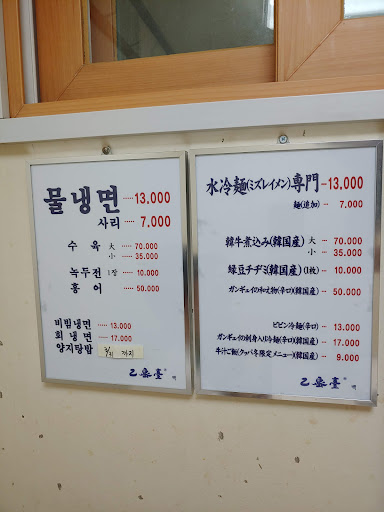 물냉면 ······ 13.000
사리 ······ 7.000
수육 大 ······ 70.000
小 ······ 35.000
녹두전 1장 ······ 10.000
홍어 ······ 50.000
비빔냉면 ······ 13.000
회냉면 ······ 17.000
양지탕밥 3/31 까지
乙密臺
水冷麺(ミズレイメン)専門 ─ 13,000
麺(追加) ─ 7,000
韓牛煮込み(韓国産) 大 ─ 70.000
小 ─ 35.000
緑豆チヂミ(韓国産)(1枚) ─ 10.000
ガンギエイの和え物(辛口)(韓国産) ─ 50.000
ビビン冷麺(辛口) ─ 13.000
ガンギエイの刺身入り冷麺(辛口)(韓国産) ─ 17.000
牛汁ご飯(クッパ冬限定メニュー)(韓国産) ─ 9.000
乙密臺